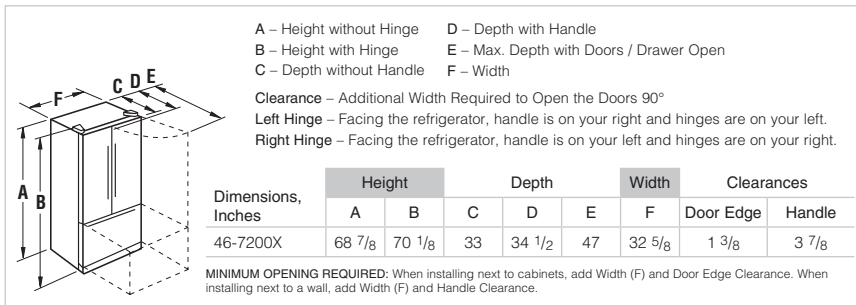 A – Height without Hinge D – Depth with Handle
B – Height with Hinge E – Max. Depth with Doors / Drawer Open
C – Depth without Handle F – Width
Clearance – Additional Width Required to Open the Doors 90°
Left Hinge – Facing the refrigerator, handle is on your right and hinges are on your left.
Right Hinge – Facing the refrigerator, handle is on your left and hinges are on your right.
F C D E
A B
Dimensions, Inches Height Depth Width Clearances
A B C D E F Door Edge Handle
46-7200X 68 7/8 70 1/8 33 34 1/2 47 32 5/8 1 3/8 3 7/8
MINIMUM OPENING REQUIRED: When installing next to cabinets, add Width (F) and Door Edge Clearance. When
installing next to a wall, add Width (F) and Handle Clearance.